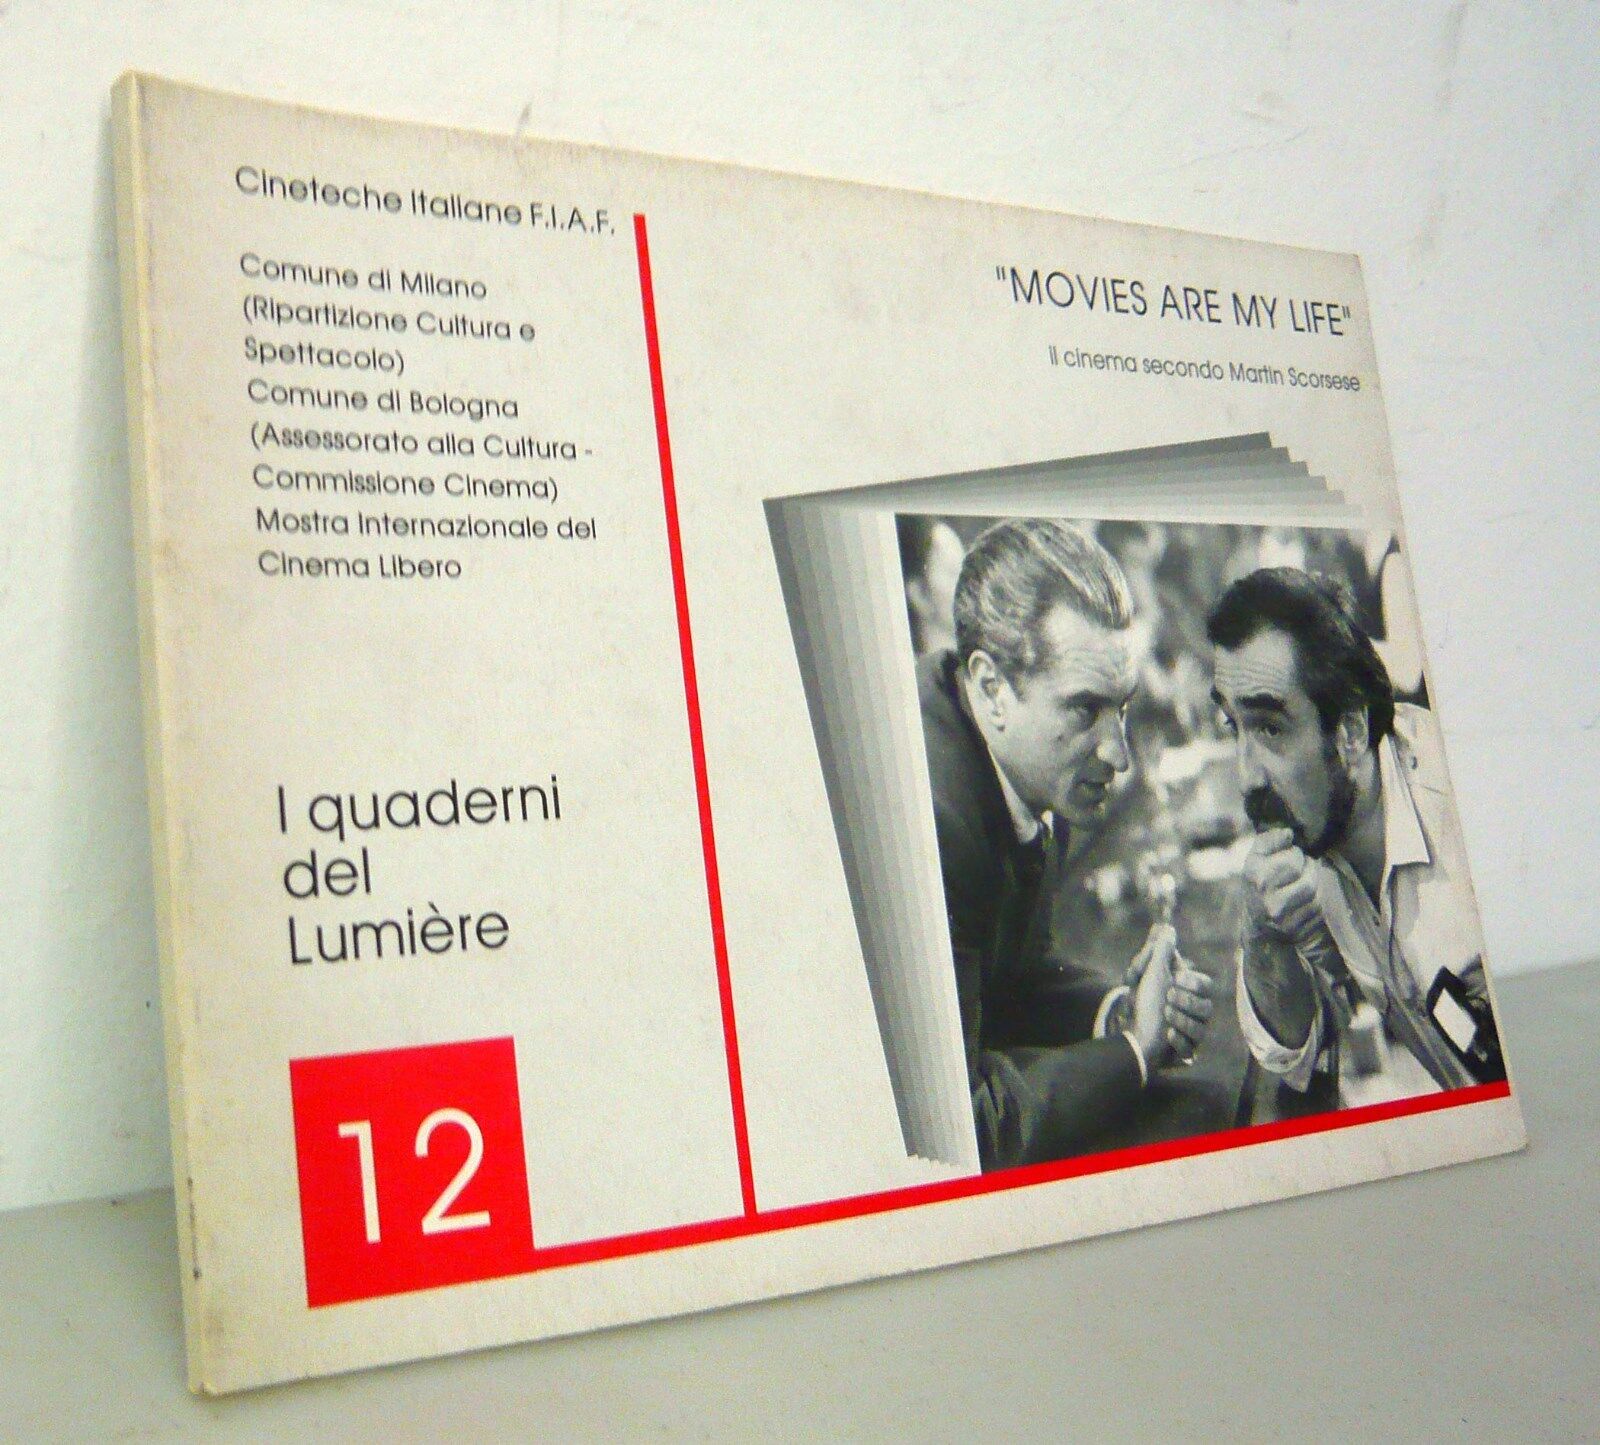 Cineteche Italiane F.I.A.F.
Comune di Milano
(Ripartizione Cultura e
Spettacolo)
Comune di Bologna
(Assessorato alla Cultura -
Commissione Cinema)
Mostra Internazionale del
Cinema Libero
I quaderni
del
Lumière
12
"MOVIES ARE MY LIFE"
il cinema secondo Martin Scorsese